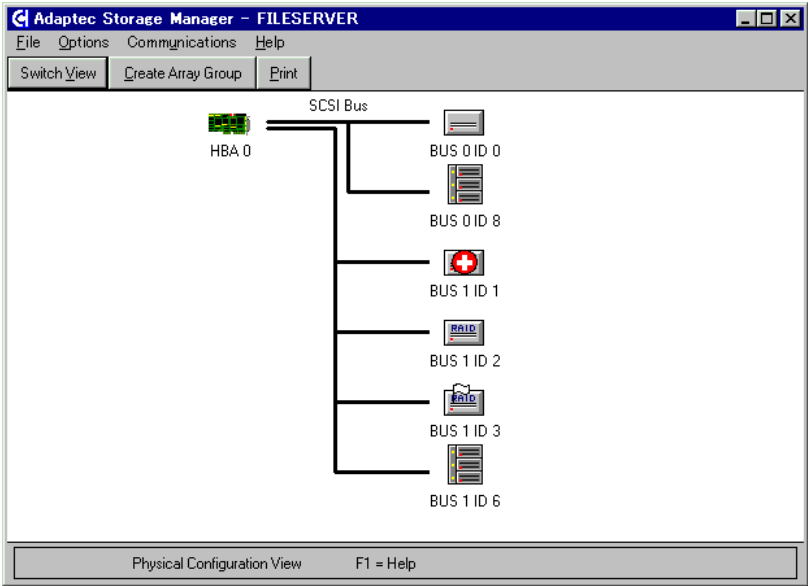 Adaptec Storage Manager - FILESERVER
File Options Communications Help
Switch View Create Array Group Print
SCSI Bus
HBA 0
BUS 0 ID 0
BUS 0 ID 8
BUS 1 ID 1
RAID
BUS 1 ID 2
RAID
BUS 1 ID 3
BUS 1 ID 6
Physical Configuration View F1 = Help